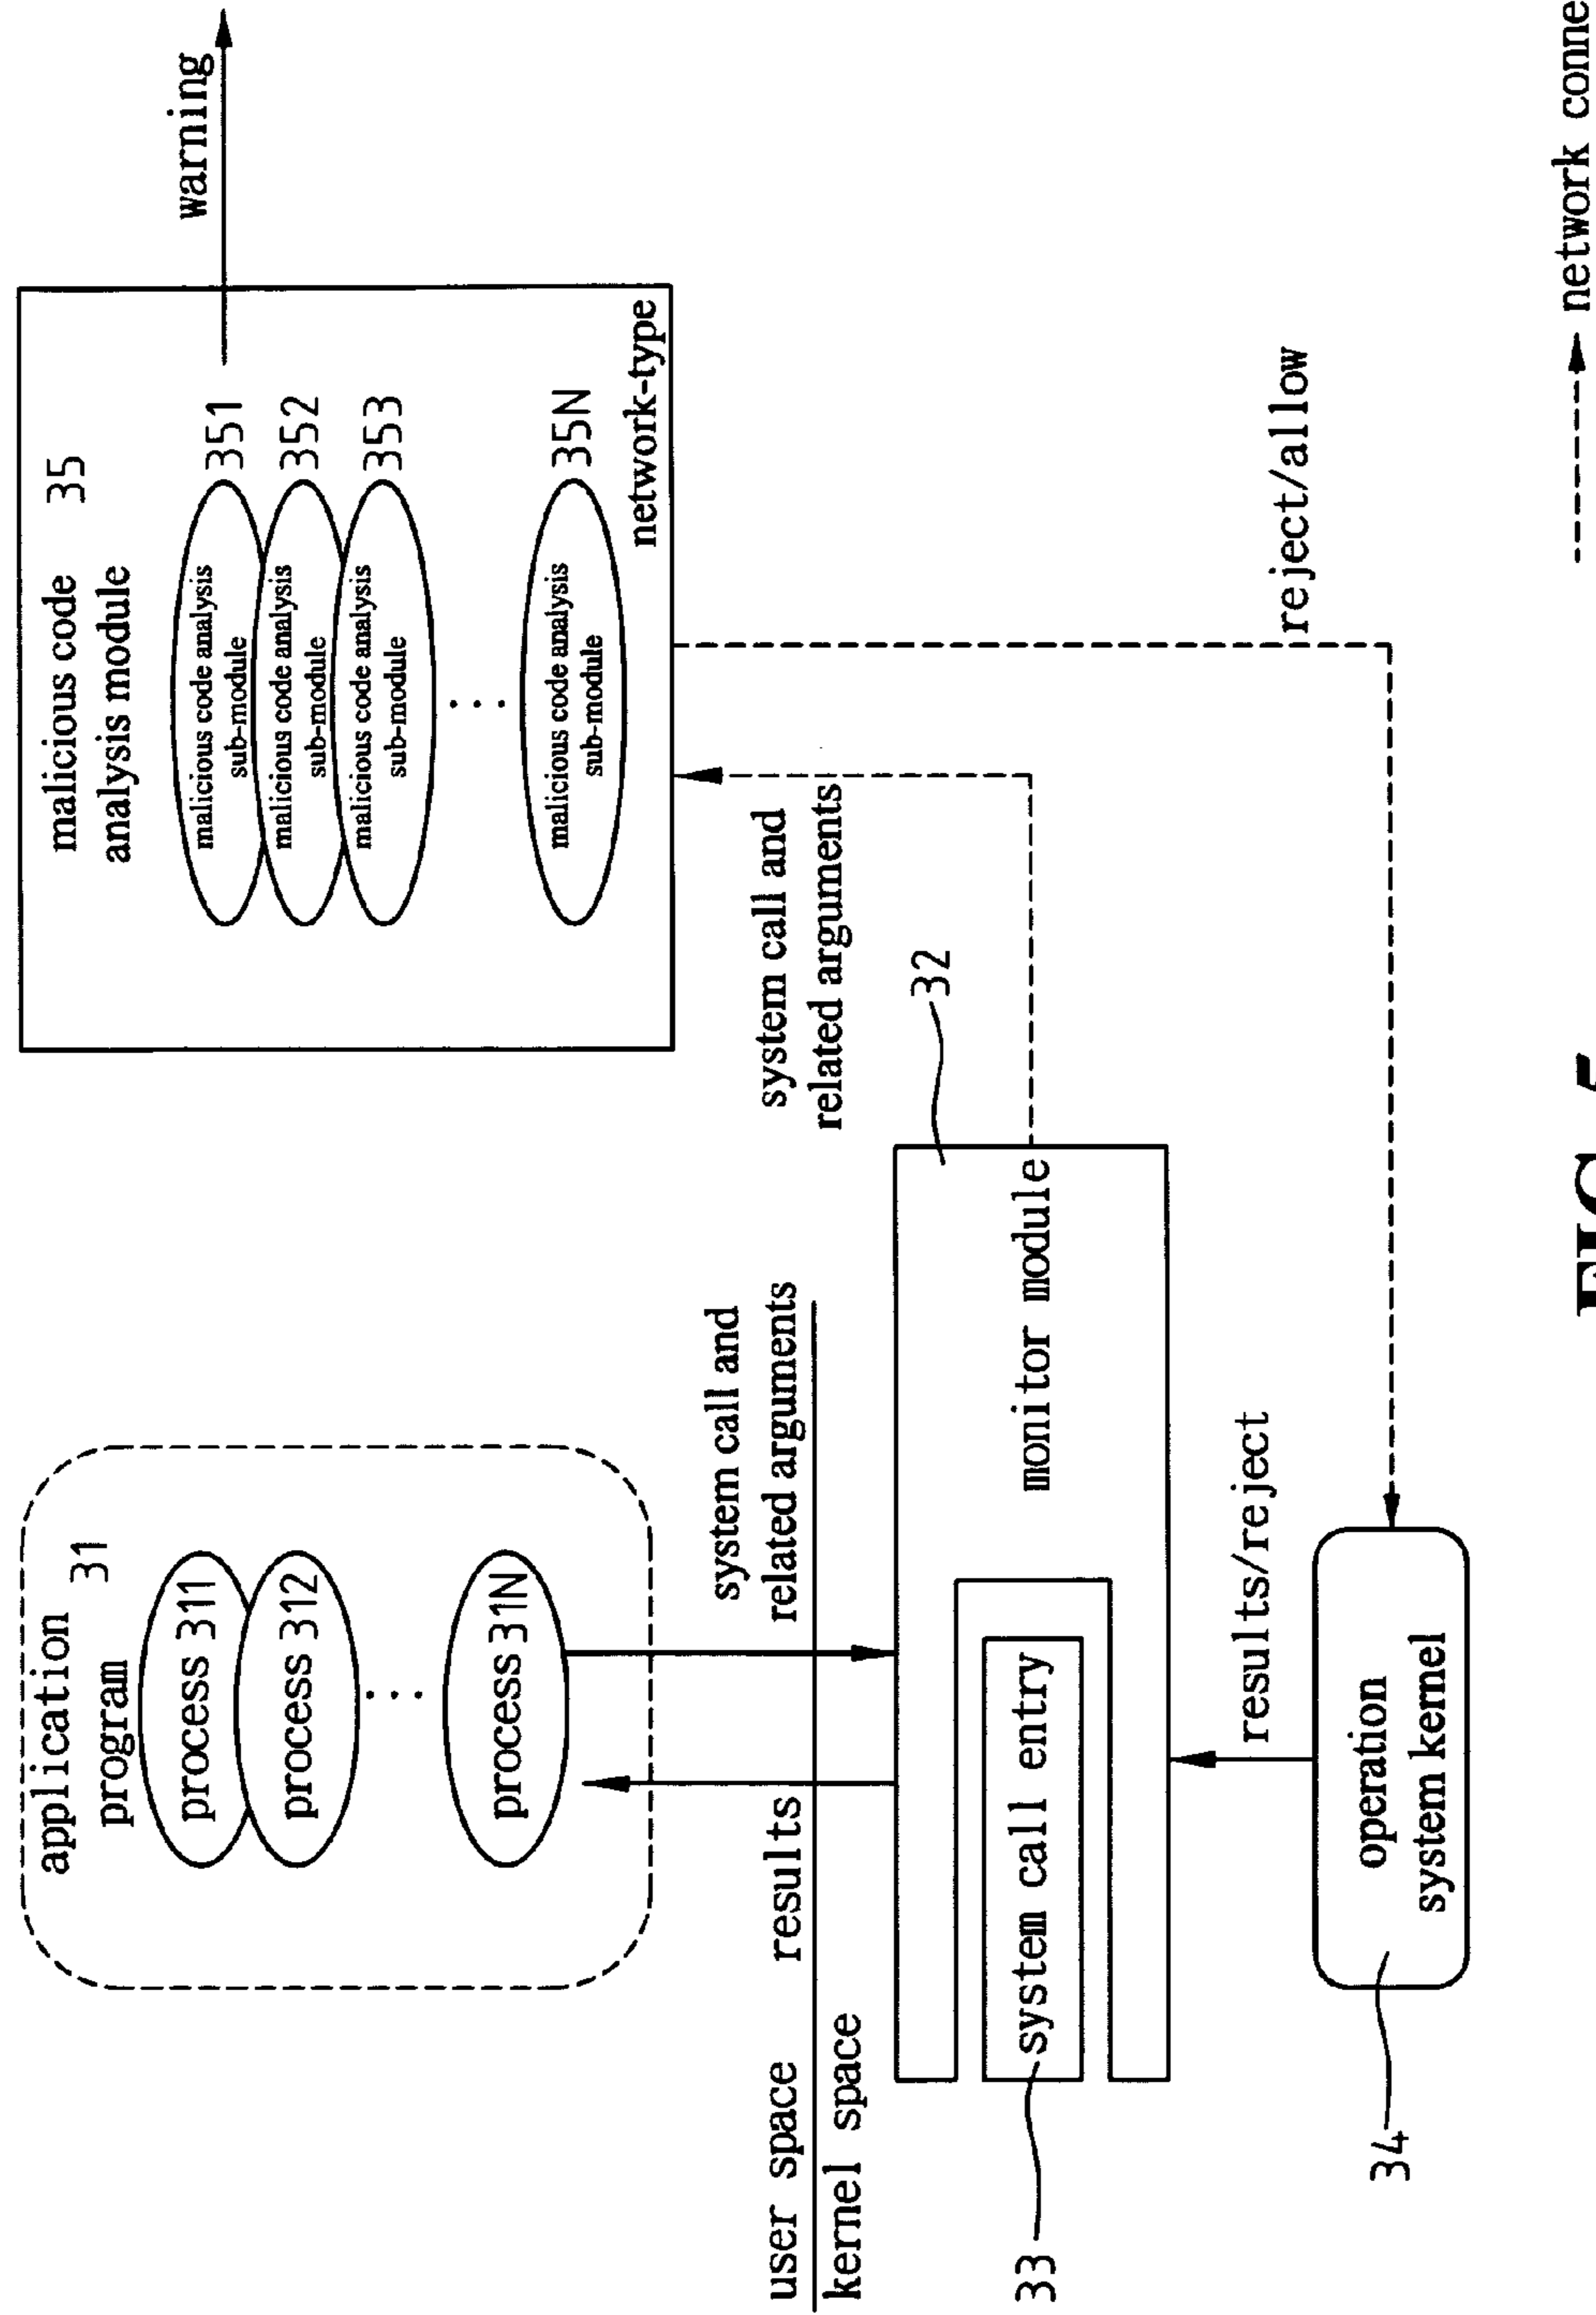 application
program
31
process 311
process 312
process 31N
malicious code
analysis module
35
malicious code analysis
sub-module
351
malicious code analysis
sub-module
352
malicious code analysis
sub-module
353
malicious code analysis
sub-module
35N
network-type
warning
system call and
related arguments
results
user space
kernel space
system call and
related arguments
32
monitor module
33
system call entry
results/reject
reject/allow
34
operation
system kernel
network conne
FIG. 5